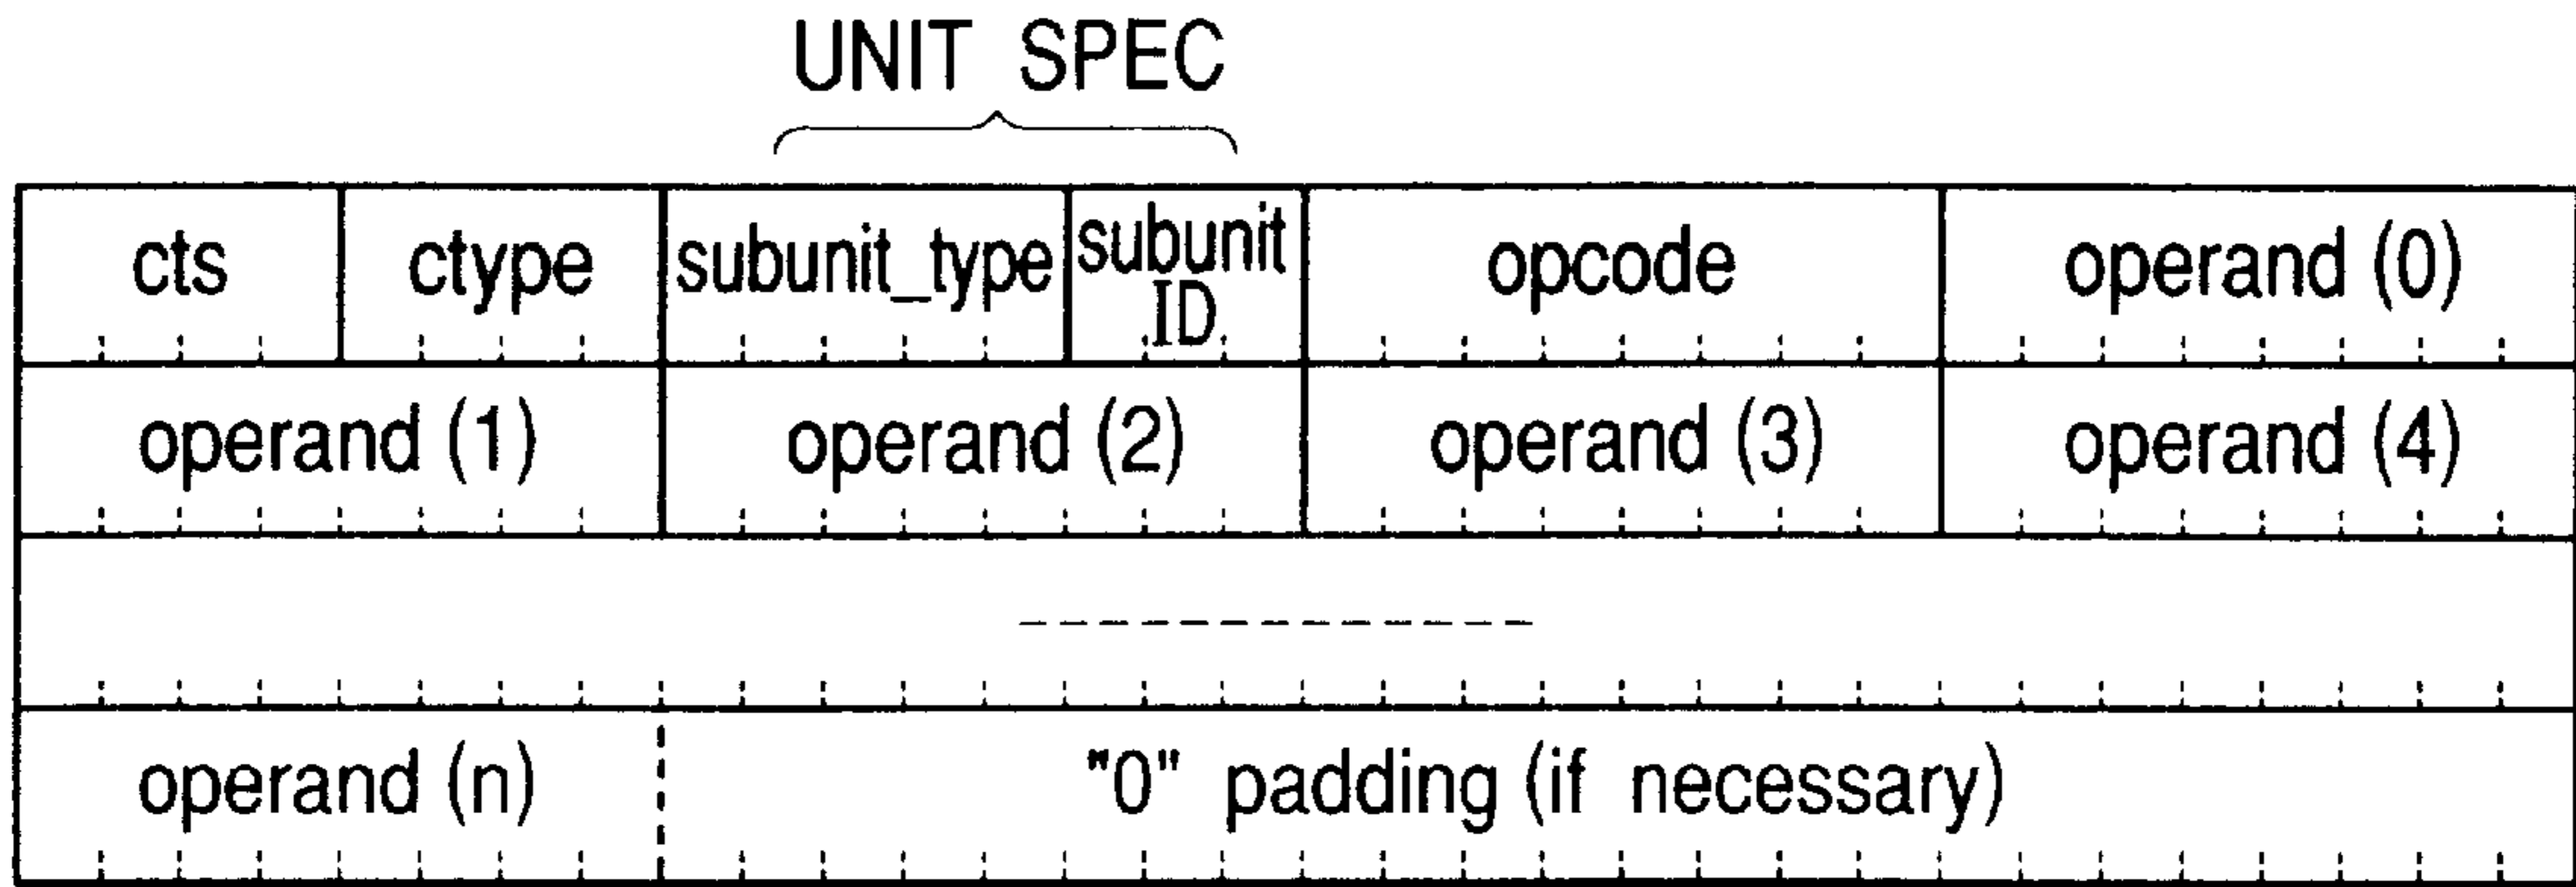 UNIT SPEC
cts ctype subunit_type subunit ID opcode operand (0)
operand (1) operand (2) operand (3) operand (4)
operand (n) "0" padding (if necessary)